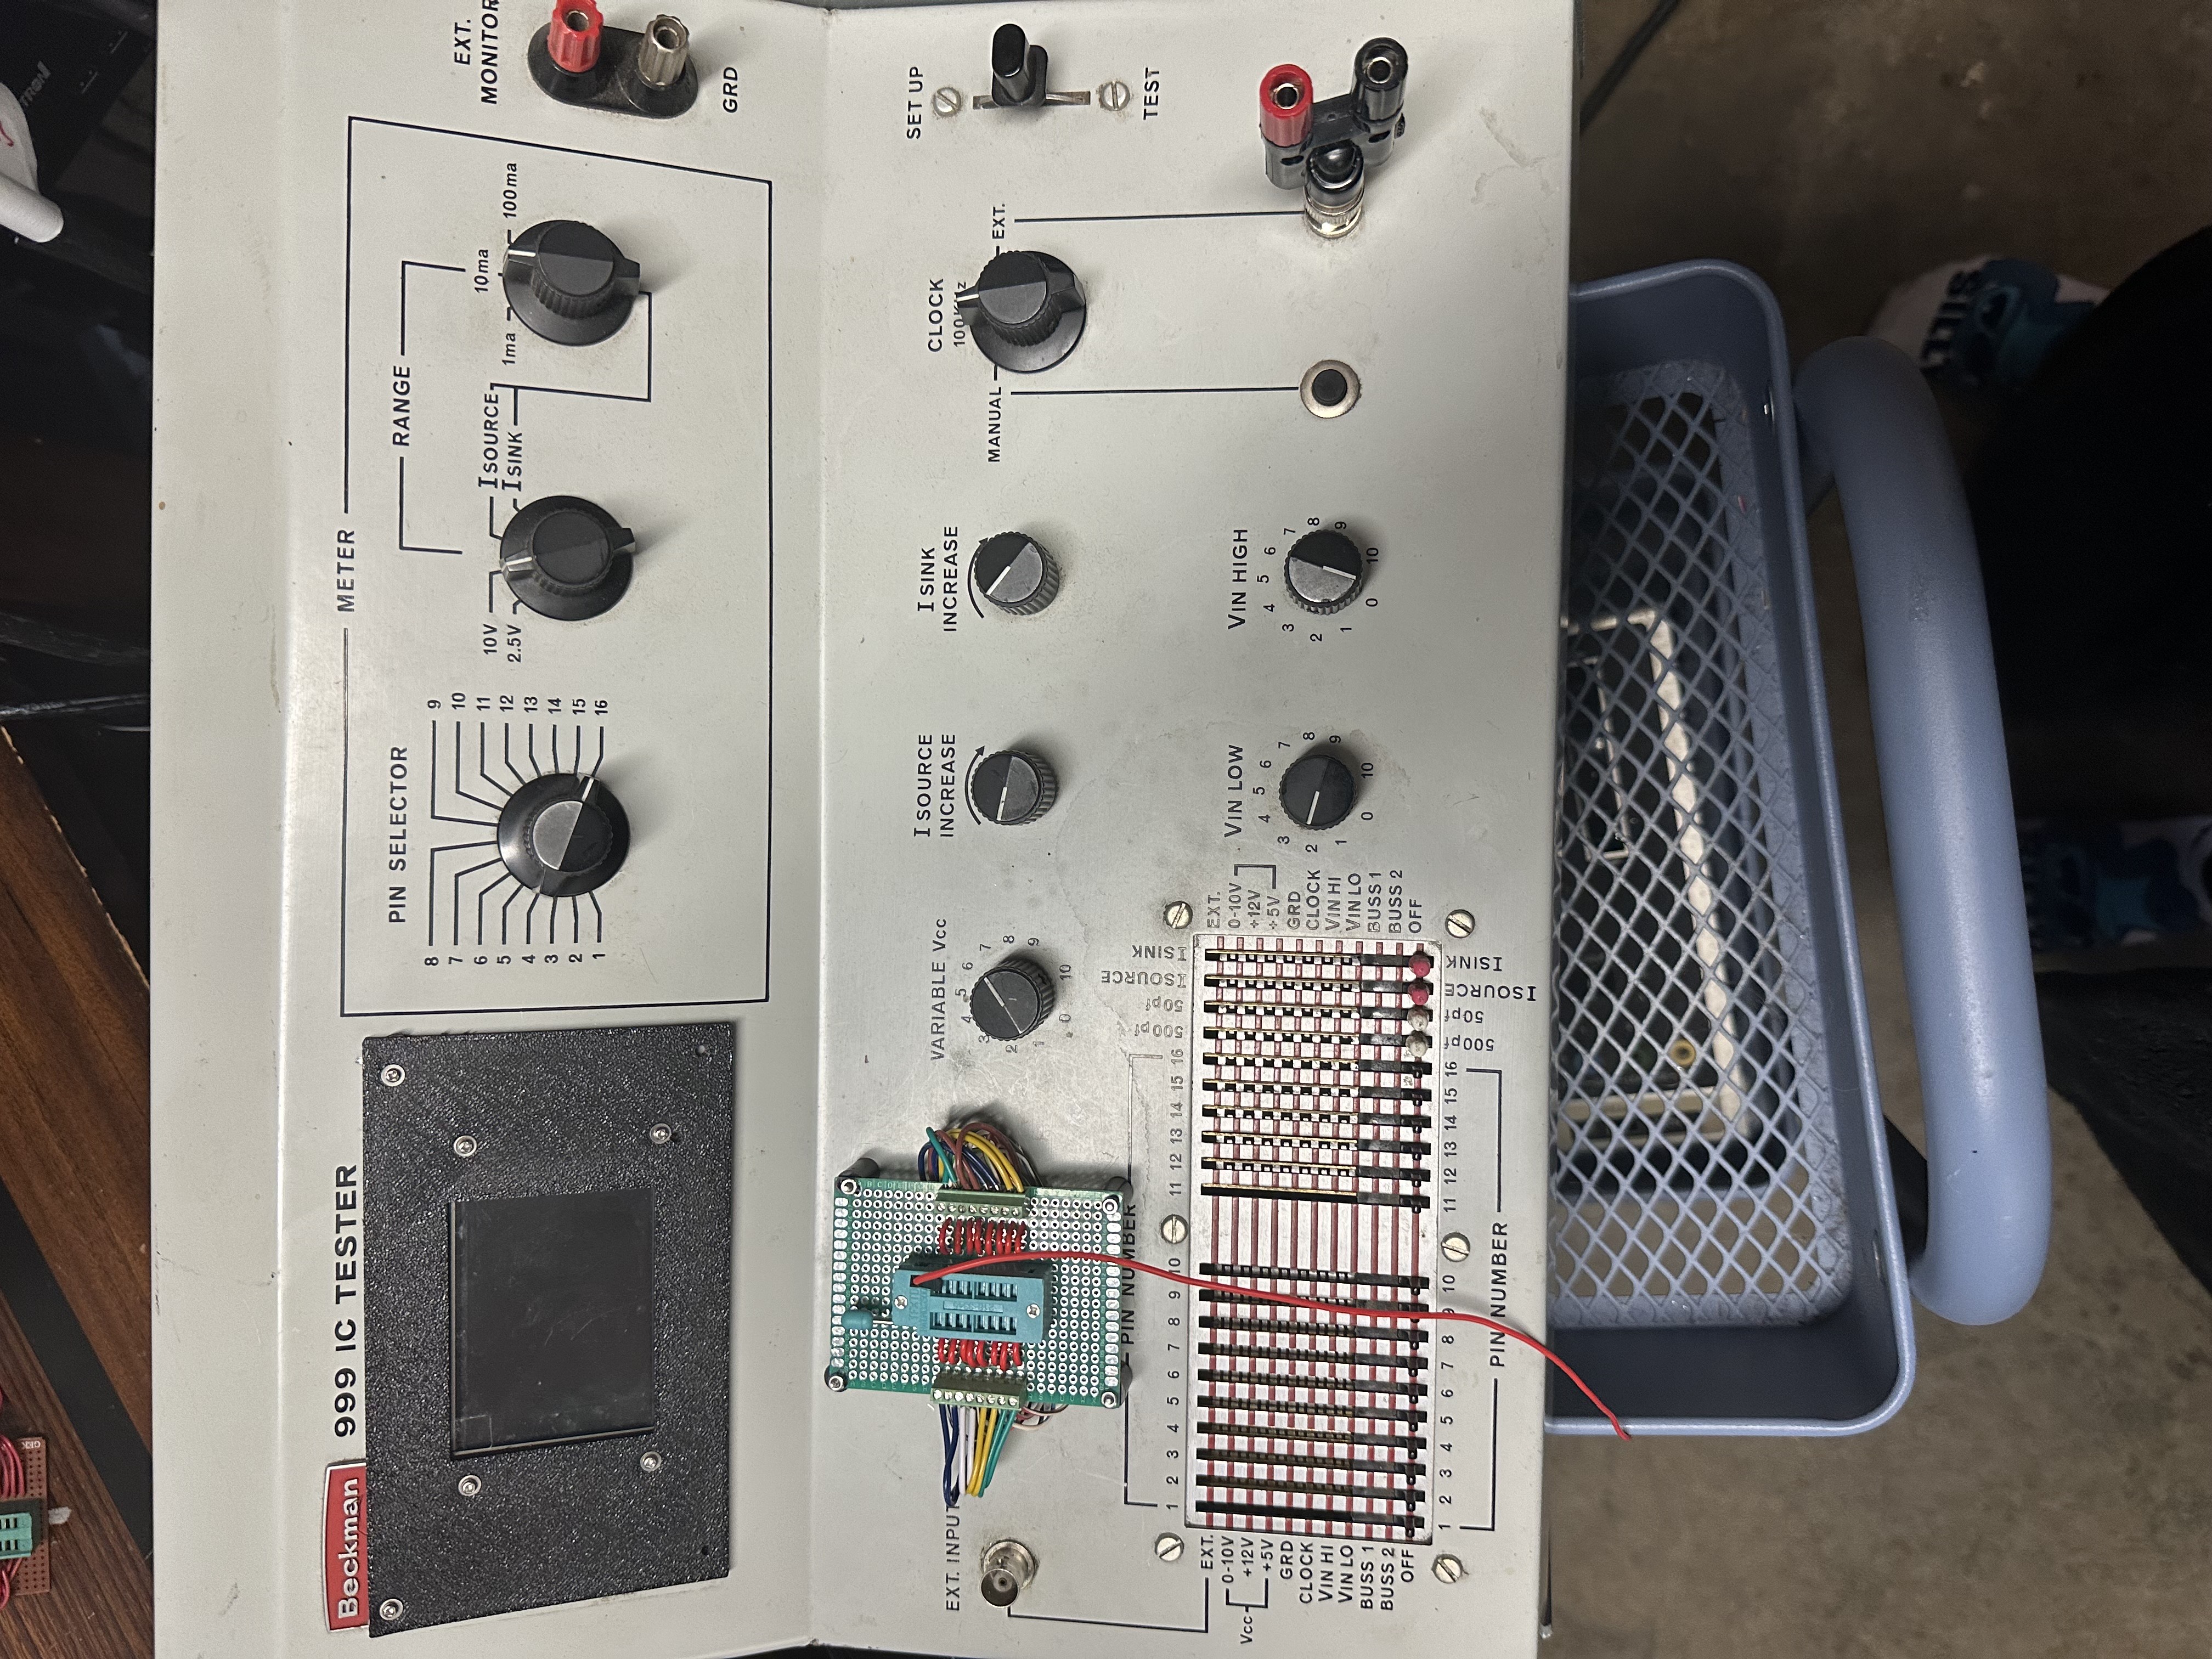 Beckman
999 IC TESTER
METER
PIN SELECTOR
RANGE
8
7
6
5
4
3
2
1
9
10
11
12
13
14
15
16
10V
2.5V
ISOURCE
ISINK
1ma
10ma
100ma
EXT.
MONITOR
GRD
EXT. INPUT
VARIABLE Vcc
0
1
2
3
4
5
6
7
8
9
10
I SOURCE
INCREASE
I SINK
INCREASE
CLOCK
100KHz
MANUAL
EXT.
SET UP
TEST
PIN NUMBER
1 2 3 4 5 6 7 8 9 10 11 12 13 14 15 16 500pf 50pf ISOURCE ISINK
EXT.
0-10V
Vcc
+12V
+5V
GRD
CLOCK
VIN HI
VIN LO
BUSS 1
BUSS 2
OFF
EXT.
0-10V
+12V
+5V
GRD
CLOCK
VIN HI
VIN LO
BUSS 1
BUSS 2
OFF
1 2 3 4 5 6 7 8 9 10 11 12 13 14 15 16 500pf 50pf ISOURCE ISINK
PIN NUMBER
VIN LOW
0
1
2
3
4
5
6
7
8
9
10
VIN HIGH
0
1
2
3
4
5
6
7
8
9
10